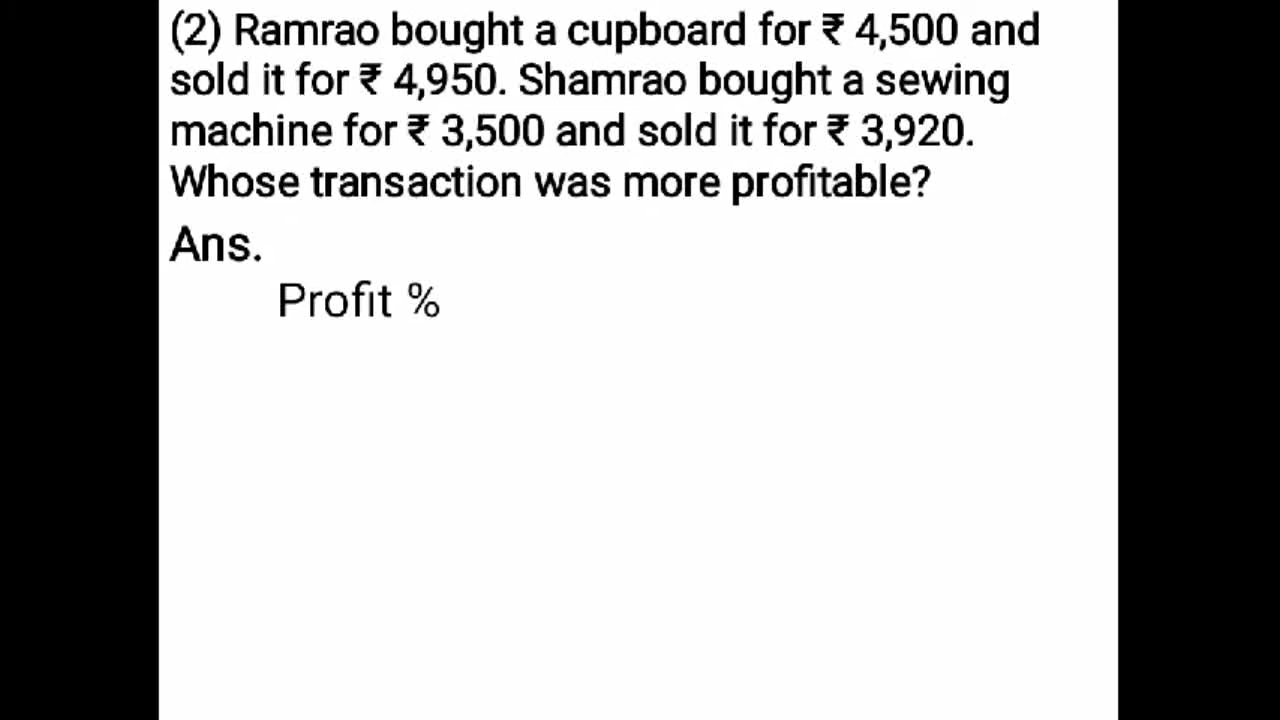 (2) Ramrao bought a cupboard for ₹ 4,500 and
sold it for ₹ 4,950. Shamrao bought a sewing
machine for ₹ 3,500 and sold it for ₹ 3,920.
Whose transaction was more profitable?
Ans.
Profit %